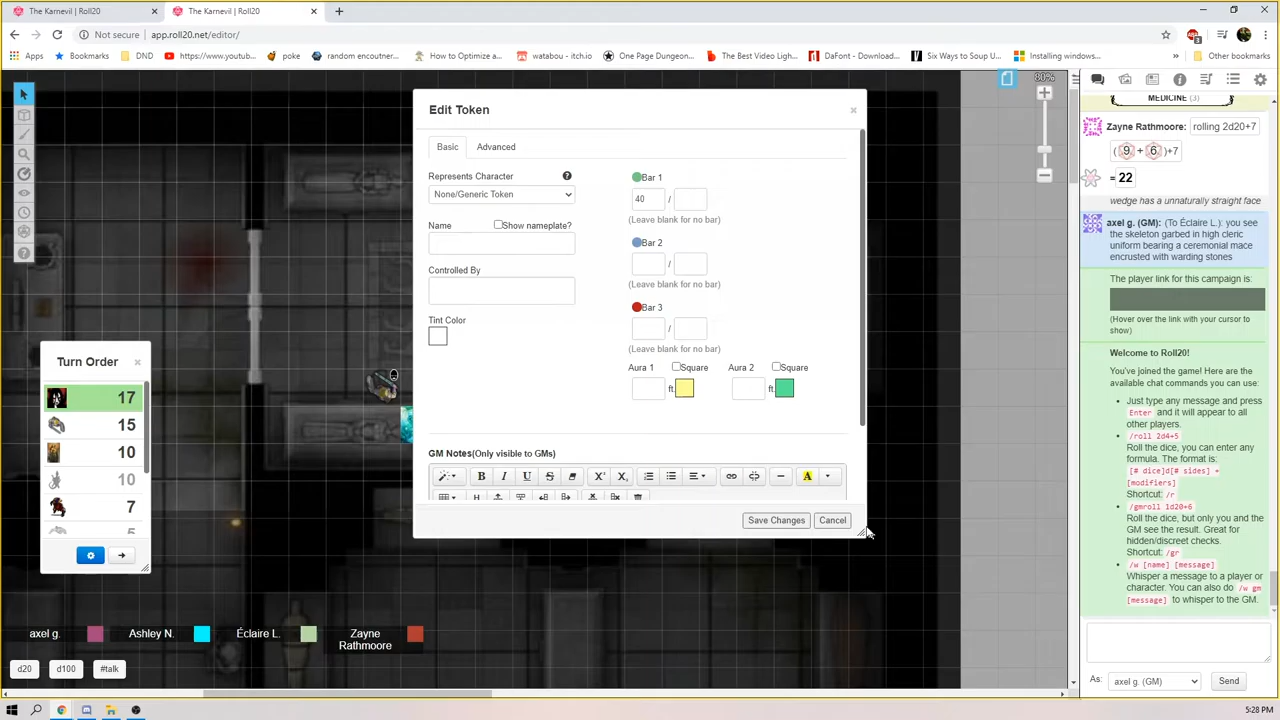 The Karnevil | Roll20
The Karnevil | Roll20
Not secure | app.roll20.net/editor/
Apps
Bookmarks
DND
https://www.youtub...
poke
random encoutner...
watabou - itch.io
How to Optimize a...
One Page Dungeon...
The Best Video Ligh...
DaFont - Downloa...
Six Ways to Soup U...
Installing windows...
Other bookmarks
80%
Edit Token
Basic
Advanced
Represents Character
None/Generic Token
Name
Show nameplate?
Controlled By
Tint Color
Bar 1
40 /
(Leave blank for no bar)
Bar 2
/
(Leave blank for no bar)
Bar 3
/
(Leave blank for no bar)
Aura 1
Square
Aura 2
Square
ft.
ft.
GM Notes(Only visible to GMs)
Save Changes
Cancel
Turn Order
17
15
10
10
7
5
axel g.
Ashley N.
Éclaire L.
Zayne
Rathmoore
d20
d100
#talk
MEDICINE (3)
Zayne Rathmoore: rolling 2d20+7
(9 + 6)+7
= 22
wedge has a unnaturally straight face
axel g. (GM): (To Éclaire L.): you see
the skeleton garbed in high cleric
uniform bearing a ceremonial mace
encrusted with warding stones
The player link for this campaign is:
(Hover over the link with your cursor to
show)
Welcome to Roll20!
You've joined the game! Here are the
available chat commands you can use:
Just type any message and press
Enter and it will appear to all
other players.
/roll 2d4+5
Roll the dice, you can enter any
formula. The format is:
[# dice]d[# sides] +
[modifiers]
Shortcut: /r
/gmroll 1d20+6
Roll the dice, but only you and the
GM see the result. Great for
hidden/discreet checks.
Shortcut: /gr
/w [name] [message]
Whisper a message to a player or
character. You can also do /w gm
[message] to whisper to the GM.
As:
axel g. (GM)
Send
5:28 PM